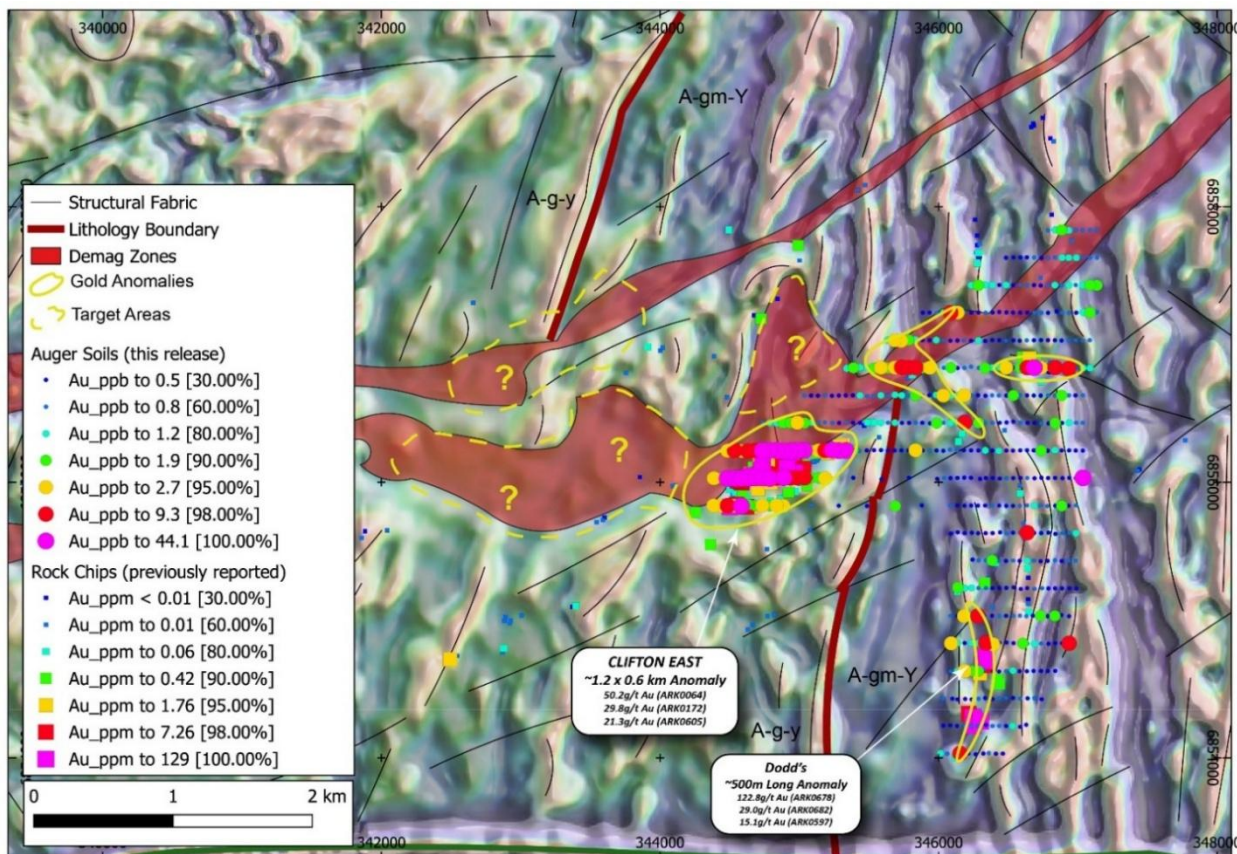 340000
342000
344000
346000
348000
A-gm-Y
A-g-y
6858000
Structural Fabric
Lithology Boundary
Demag Zones
Gold Anomalies
Target Areas
Auger Soils (this release)
Au_ppb to 0.5 [30.00%]
Au_ppb to 0.8 [60.00%]
Au_ppb to 1.2 [80.00%]
Au_ppb to 1.9 [90.00%]
Au_ppb to 2.7 [95.00%]
Au_ppb to 9.3 [98.00%]
Au_ppb to 44.1 [100.00%]
Rock Chips (previously reported)
Au_ppm < 0.01 [30.00%]
Au_ppm to 0.01 [60.00%]
Au_ppm to 0.06 [80.00%]
Au_ppm to 0.42 [90.00%]
Au_ppm to 1.76 [95.00%]
Au_ppm to 7.26 [98.00%]
Au_ppm to 129 [100.00%]
0 1 2 km
?
?
?
?
6856000
CLIFTON EAST
~1.2 x 0.6 km Anomaly
50.2g/t Au (ARK0064)
29.8g/t Au (ARK0172)
21.3g/t Au (ARK0605)
A-gm-Y
A-g-y
6854000
Dodd's
~500m Long Anomaly
122.8g/t Au (ARK0678)
29.0g/t Au (ARK0682)
15.1g/t Au (ARK0597)
340000
342000
344000
346000
348000